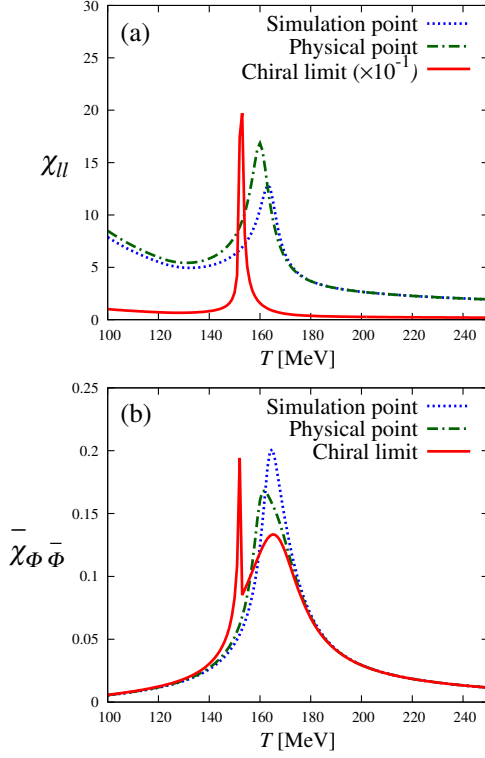 (a)
Simulation point
Physical point
Chiral limit (×10⁻¹)
χ_ll
30
25
20
15
10
5
0
100 120 140 160 180 200 220 240
T [MeV]
(b)
Simulation point
Physical point
Chiral limit
χ̄_Φ Φ̄
0.25
0.2
0.15
0.1
0.05
0
100 120 140 160 180 200 220 240
T [MeV]